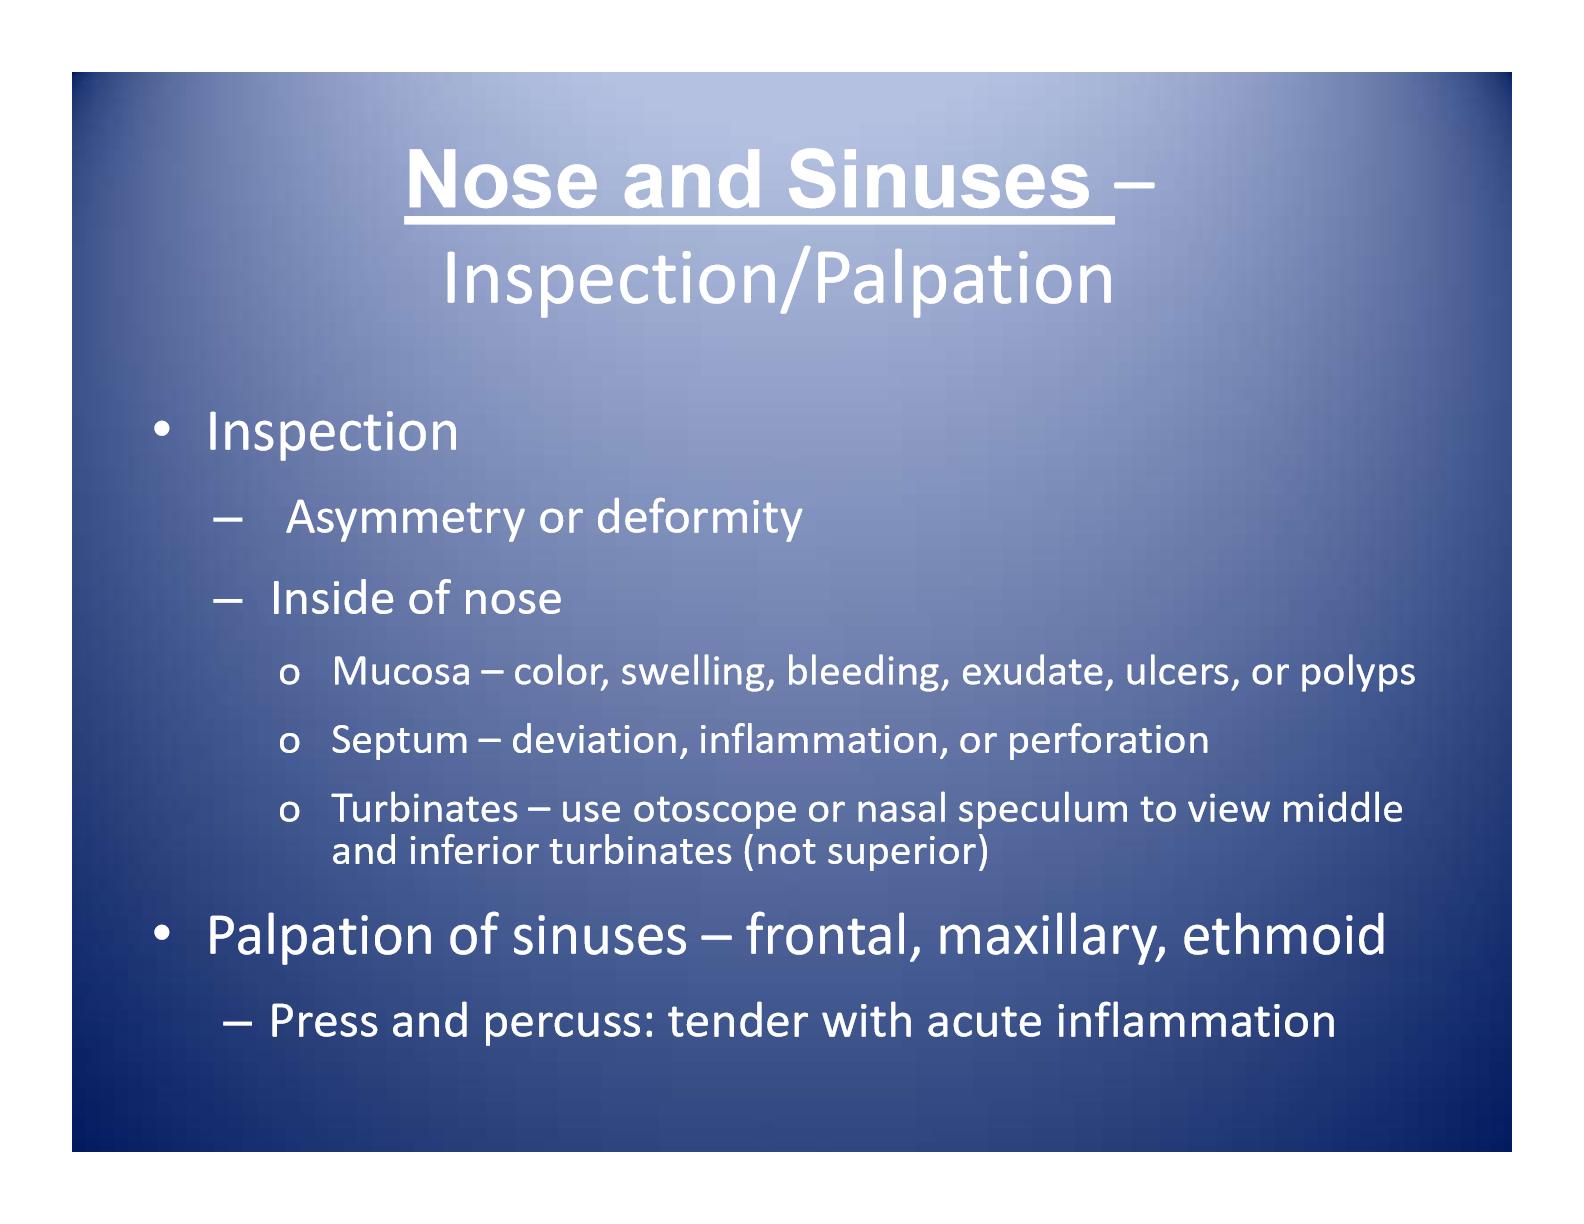 Nose and Sinuses –
Inspection/Palpation
• Inspection
– Asymmetry or deformity
– Inside of nose
o Mucosa – color, swelling, bleeding, exudate, ulcers, or polyps
o Septum – deviation, inflammation, or perforation
o Turbinates – use otoscope or nasal speculum to view middle
and inferior turbinates (not superior)
• Palpation of sinuses – frontal, maxillary, ethmoid
– Press and percuss: tender with acute inflammation